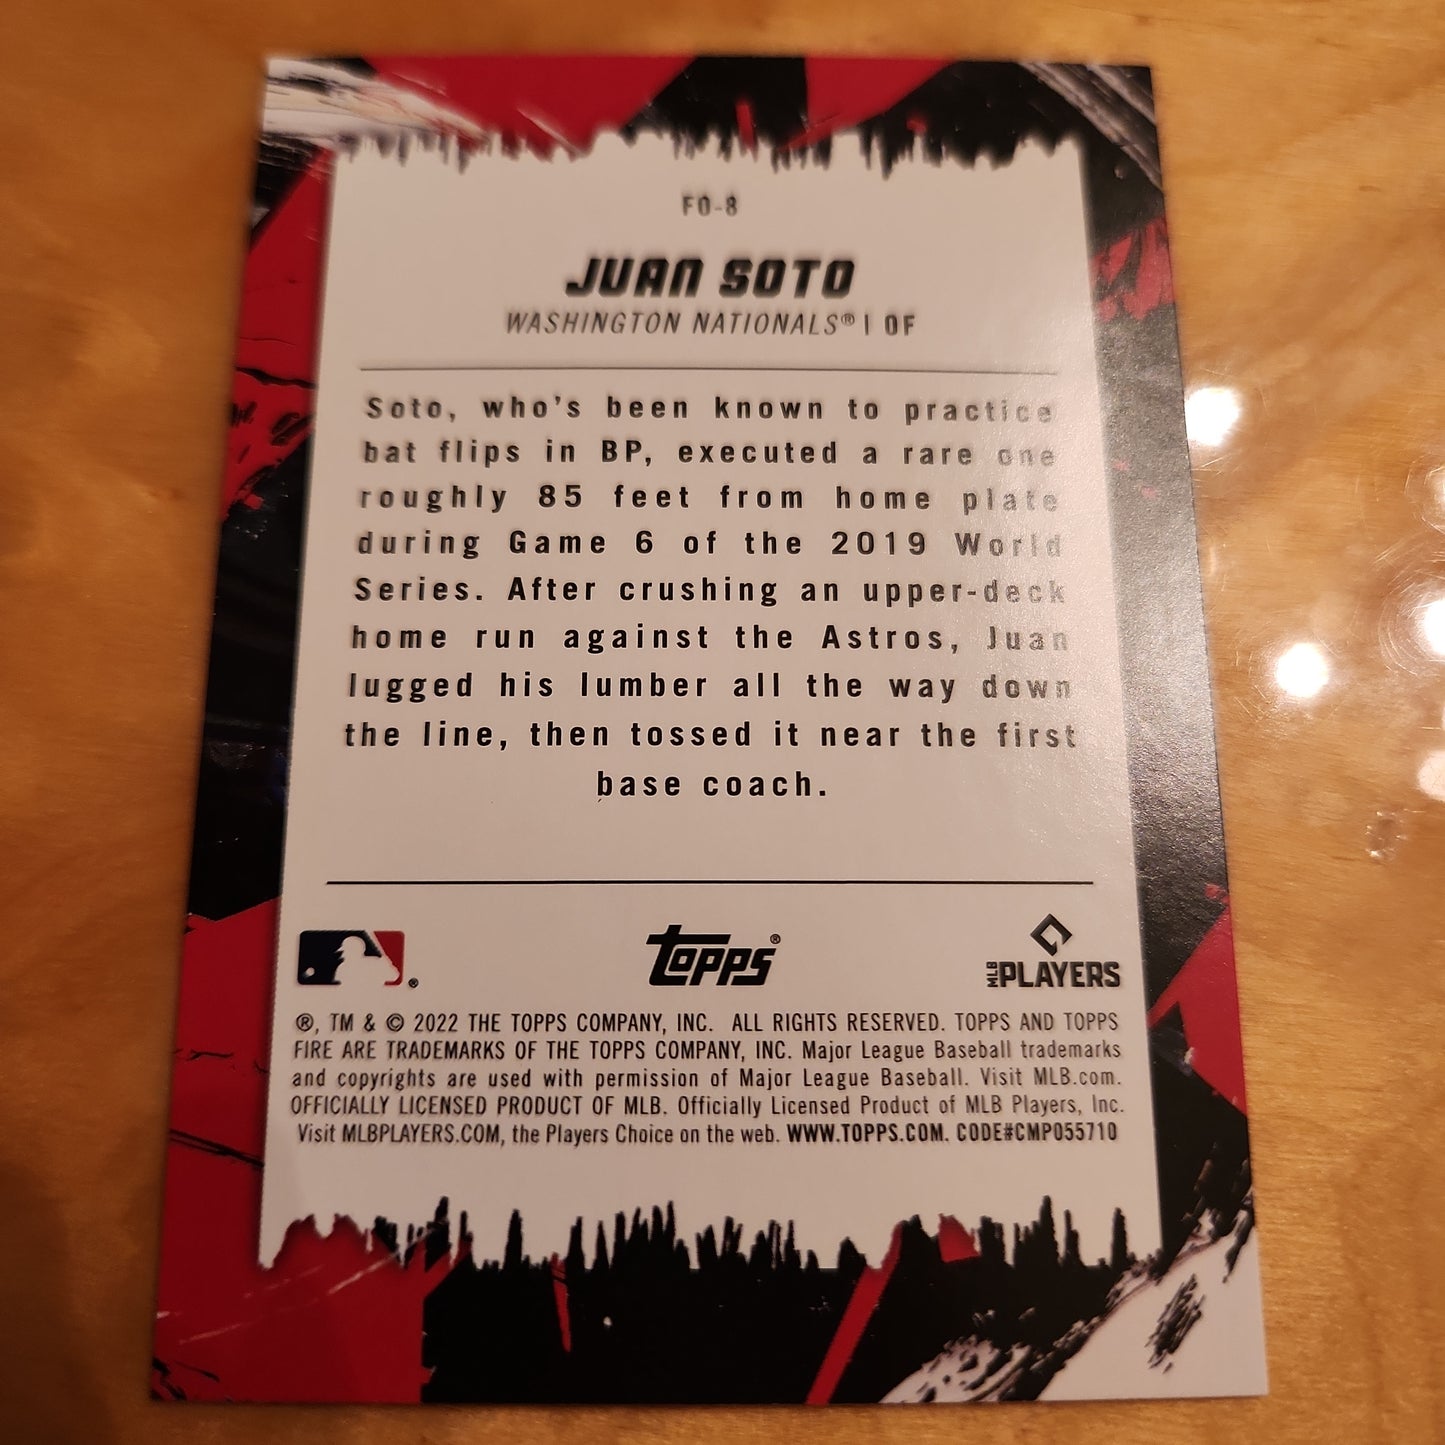 FO-8
JUAN SOTO
WASHINGTON NATIONALS® | OF
Soto, who's been known to practice
bat flips in BP, executed a rare one
roughly 85 feet from home plate
during Game 6 of the 2019 World
Series. After crushing an upper-deck
home run against the Astros, Juan
lugged his lumber all the way down
the line, then tossed it near the first
base coach.
® TOPPS® MLB PLAYERS
®, TM & © 2022 THE TOPPS COMPANY, INC. ALL RIGHTS RESERVED. TOPPS AND TOPPS
FIRE ARE TRADEMARKS OF THE TOPPS COMPANY, INC. Major League Baseball trademarks
and copyrights are used with permission of Major League Baseball. Visit MLB.com.
OFFICIALLY LICENSED PRODUCT OF MLB. Officially Licensed Product of MLB Players, Inc.
Visit MLBPLAYERS.COM, the Players Choice on the web. WWW.TOPPS.COM. CODE#CMP055710